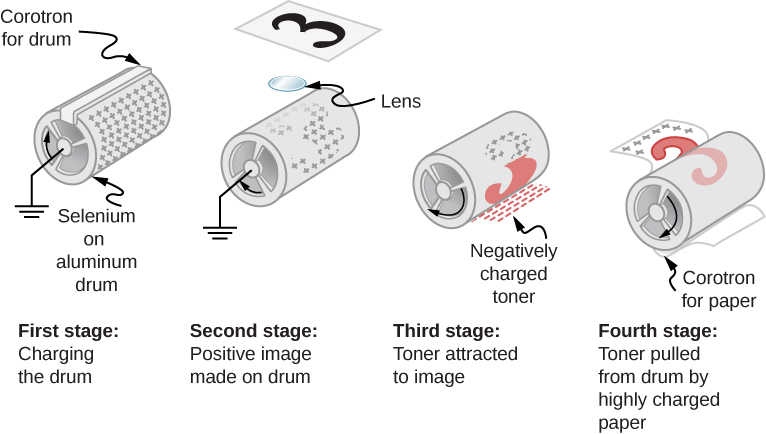 Corotron
for drum
Selenium
on
aluminum
drum
First stage:
Charging
the drum
3
Lens
Second stage:
Positive image
made on drum
Negatively
charged
toner
Third stage:
Toner attracted
to image
Corotron
for paper
Fourth stage:
Toner pulled
from drum by
highly charged
paper